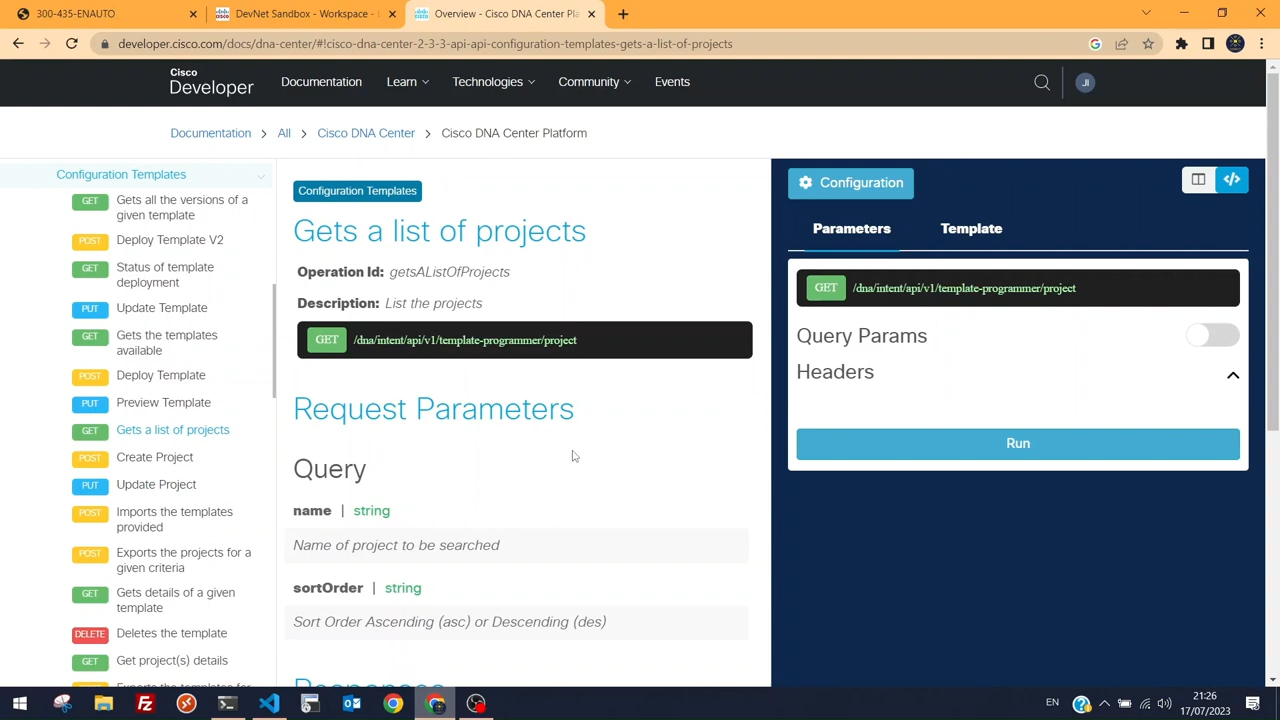 300-435-ENAUTO
DevNet Sandbox - Workspace - L
Overview - Cisco DNA Center Pla
developer.cisco.com/docs/dna-center/#!cisco-dna-center-2-3-3-api-api-configuration-templates-gets-a-list-of-projects
Cisco
Developer
Documentation
Learn
Technologies
Community
Events
JI
Documentation > All > Cisco DNA Center > Cisco DNA Center Platform
Configuration Templates
GET Gets all the versions of a
given template
POST Deploy Template V2
GET Status of template
deployment
PUT Update Template
GET Gets the templates
available
POST Deploy Template
PUT Preview Template
GET Gets a list of projects
POST Create Project
PUT Update Project
POST Imports the templates
provided
POST Exports the projects for a
given criteria
GET Gets details of a given
template
DELETE Deletes the template
GET Get project(s) details
Configuration Templates
Gets a list of projects
Operation Id: getsAListOfProjects
Description: List the projects
GET /dna/intent/api/v1/template-programmer/project
Request Parameters
Query
name | string
Name of project to be searched
sortOrder | string
Sort Order Ascending (asc) or Descending (des)
Responses
Configuration
Parameters
Template
GET /dna/intent/api/v1/template-programmer/project
Query Params
Headers
Run
EN
21:26
17/07/2023